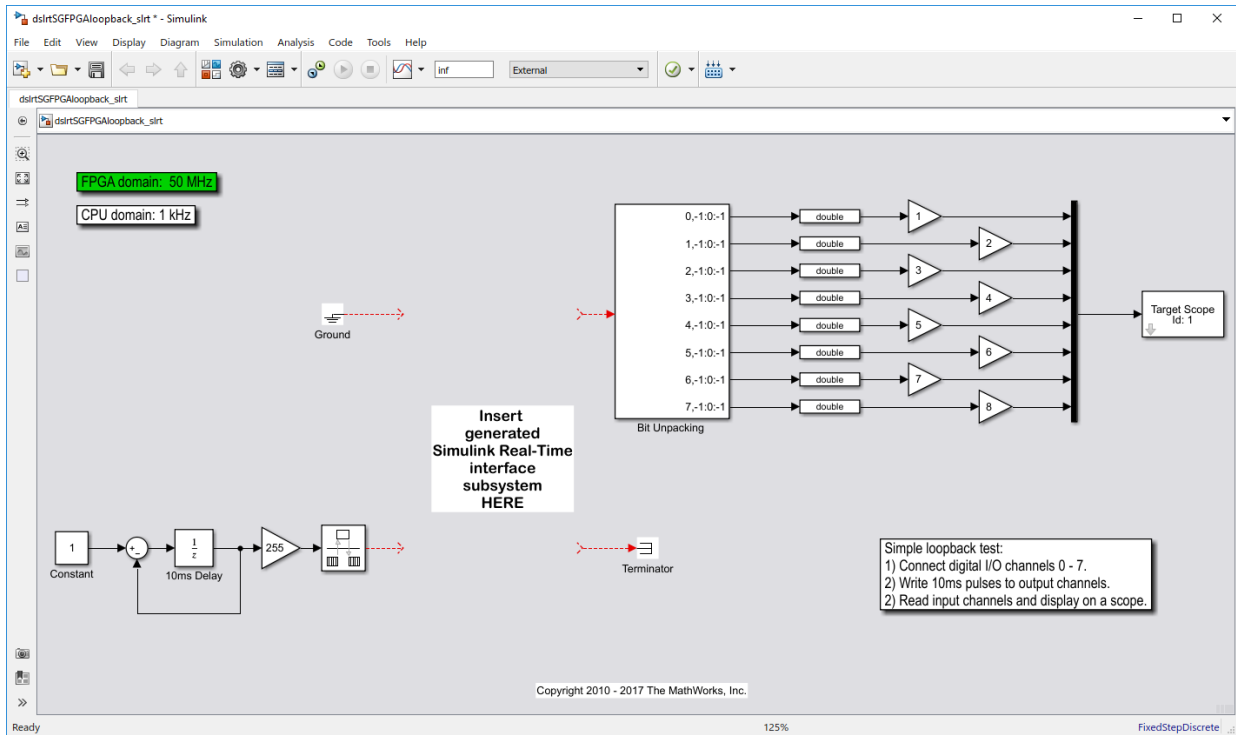 dslrtSGFPGAloopback_slrt * - Simulink
File Edit View Display Diagram Simulation Analysis Code Tools Help
inf External
dslrtSGFPGAloopback_slrt
dslrtSGFPGAloopback_slrt
FPGA domain: 50 MHz
CPU domain: 1 kHz
0,-1:0:-1 double 1
1,-1:0:-1 double 2
2,-1:0:-1 double 3
3,-1:0:-1 double 4
4,-1:0:-1 double 5
5,-1:0:-1 double 6
6,-1:0:-1 double 7
7,-1:0:-1 double 8
Bit Unpacking
Target Scope
Id: 1
Ground
Insert
generated
Simulink Real-Time
interface
subsystem
HERE
1
Constant
+
-
1
z
10ms Delay
255
Terminator
Simple loopback test:
1) Connect digital I/O channels 0 - 7.
2) Write 10ms pulses to output channels.
2) Read input channels and display on a scope.
Copyright 2010 - 2017 The MathWorks, Inc.
Ready 125% FixedStepDiscrete